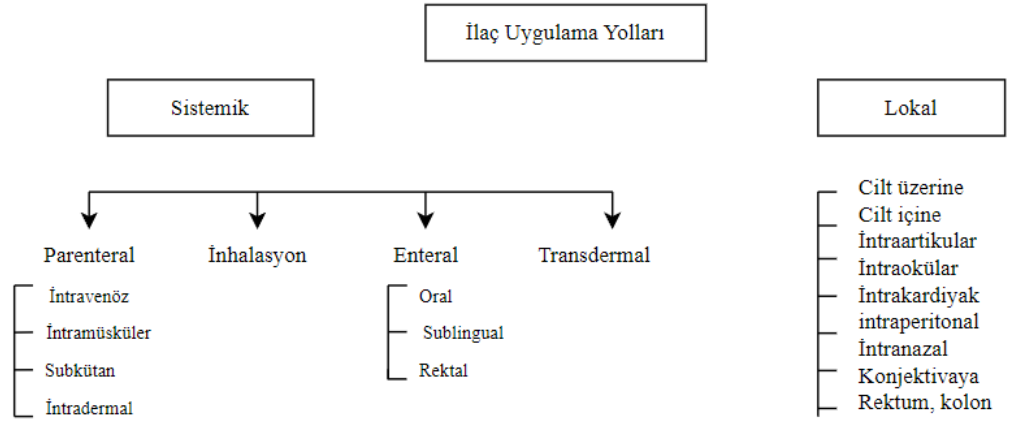 İlaç Uygulama Yolları
Sistemik
Lokal
Parenteral
İnhalasyon
Enteral
Transdermal
İntravenöz
İntramüsküler
Subkütan
İntradermal
Oral
Sublingual
Rektal
Cilt üzerine
Cilt içine
İntraartikular
İntraokülar
İntrakardiyak
intraperitonal
İntranazal
Konjektivaya
Rektum, kolon